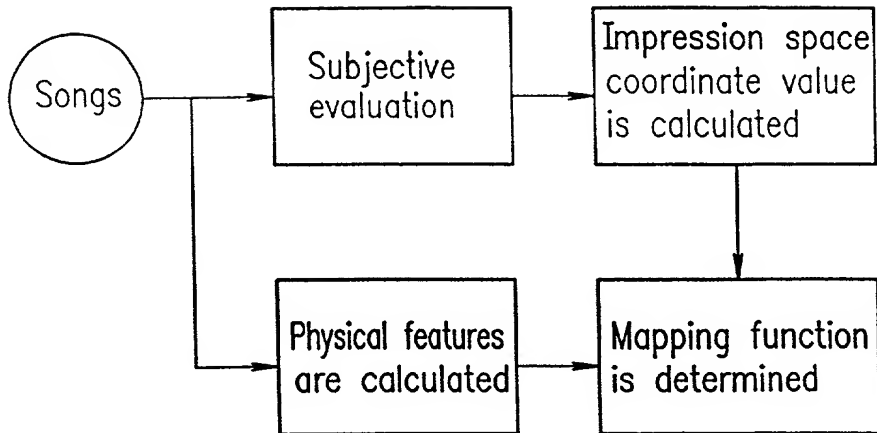 Songs
Subjective
evaluation
Impression space
coordinate value
is calculated
Physical features
are calculated
Mapping function
is determined